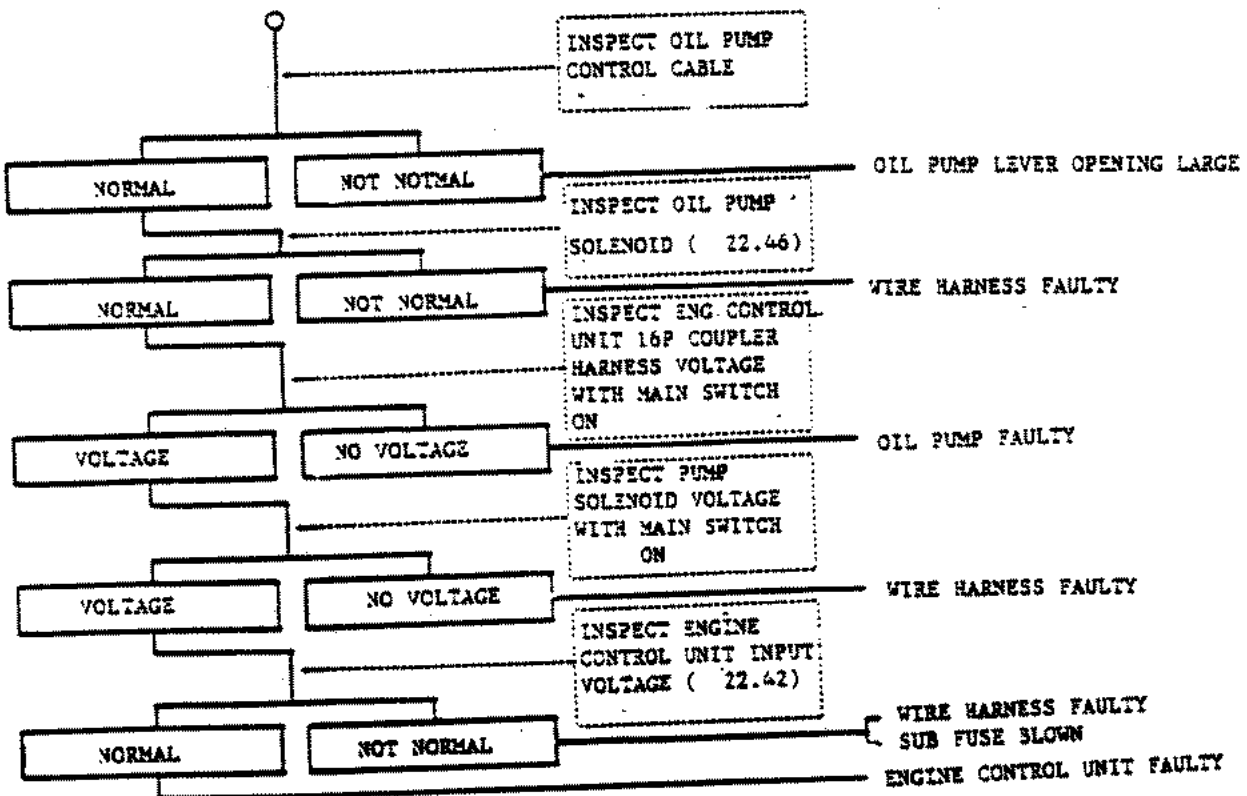 INSPECT OIL PUMP
CONTROL CABLE
NORMAL
NOT NOTMAL
OIL PUMP LEVER OPENING LARGE
INSPECT OIL PUMP
SOLENOID ( 22.46)
NORMAL
NOT NORMAL
WIRE HARNESS FAULTY
INSPECT ENG CONTROL
UNIT 16P COUPLER
HARNESS VOLTAGE
WITH MAIN SWITCH
ON
VOLTAGE
NO VOLTAGE
OIL PUMP FAULTY
INSPECT PUMP
SOLENOID VOLTAGE
WITH MAIN SWITCH
ON
VOLTAGE
NO VOLTAGE
WIRE HARNESS FAULTY
INSPECT ENGINE
CONTROL UNIT INPUT
VOLTAGE ( 22.42)
NORMAL
NOT NORMAL
WIRE HARNESS FAULTY
SUB FUSE BLOWN
ENGINE CONTROL UNIT FAULTY